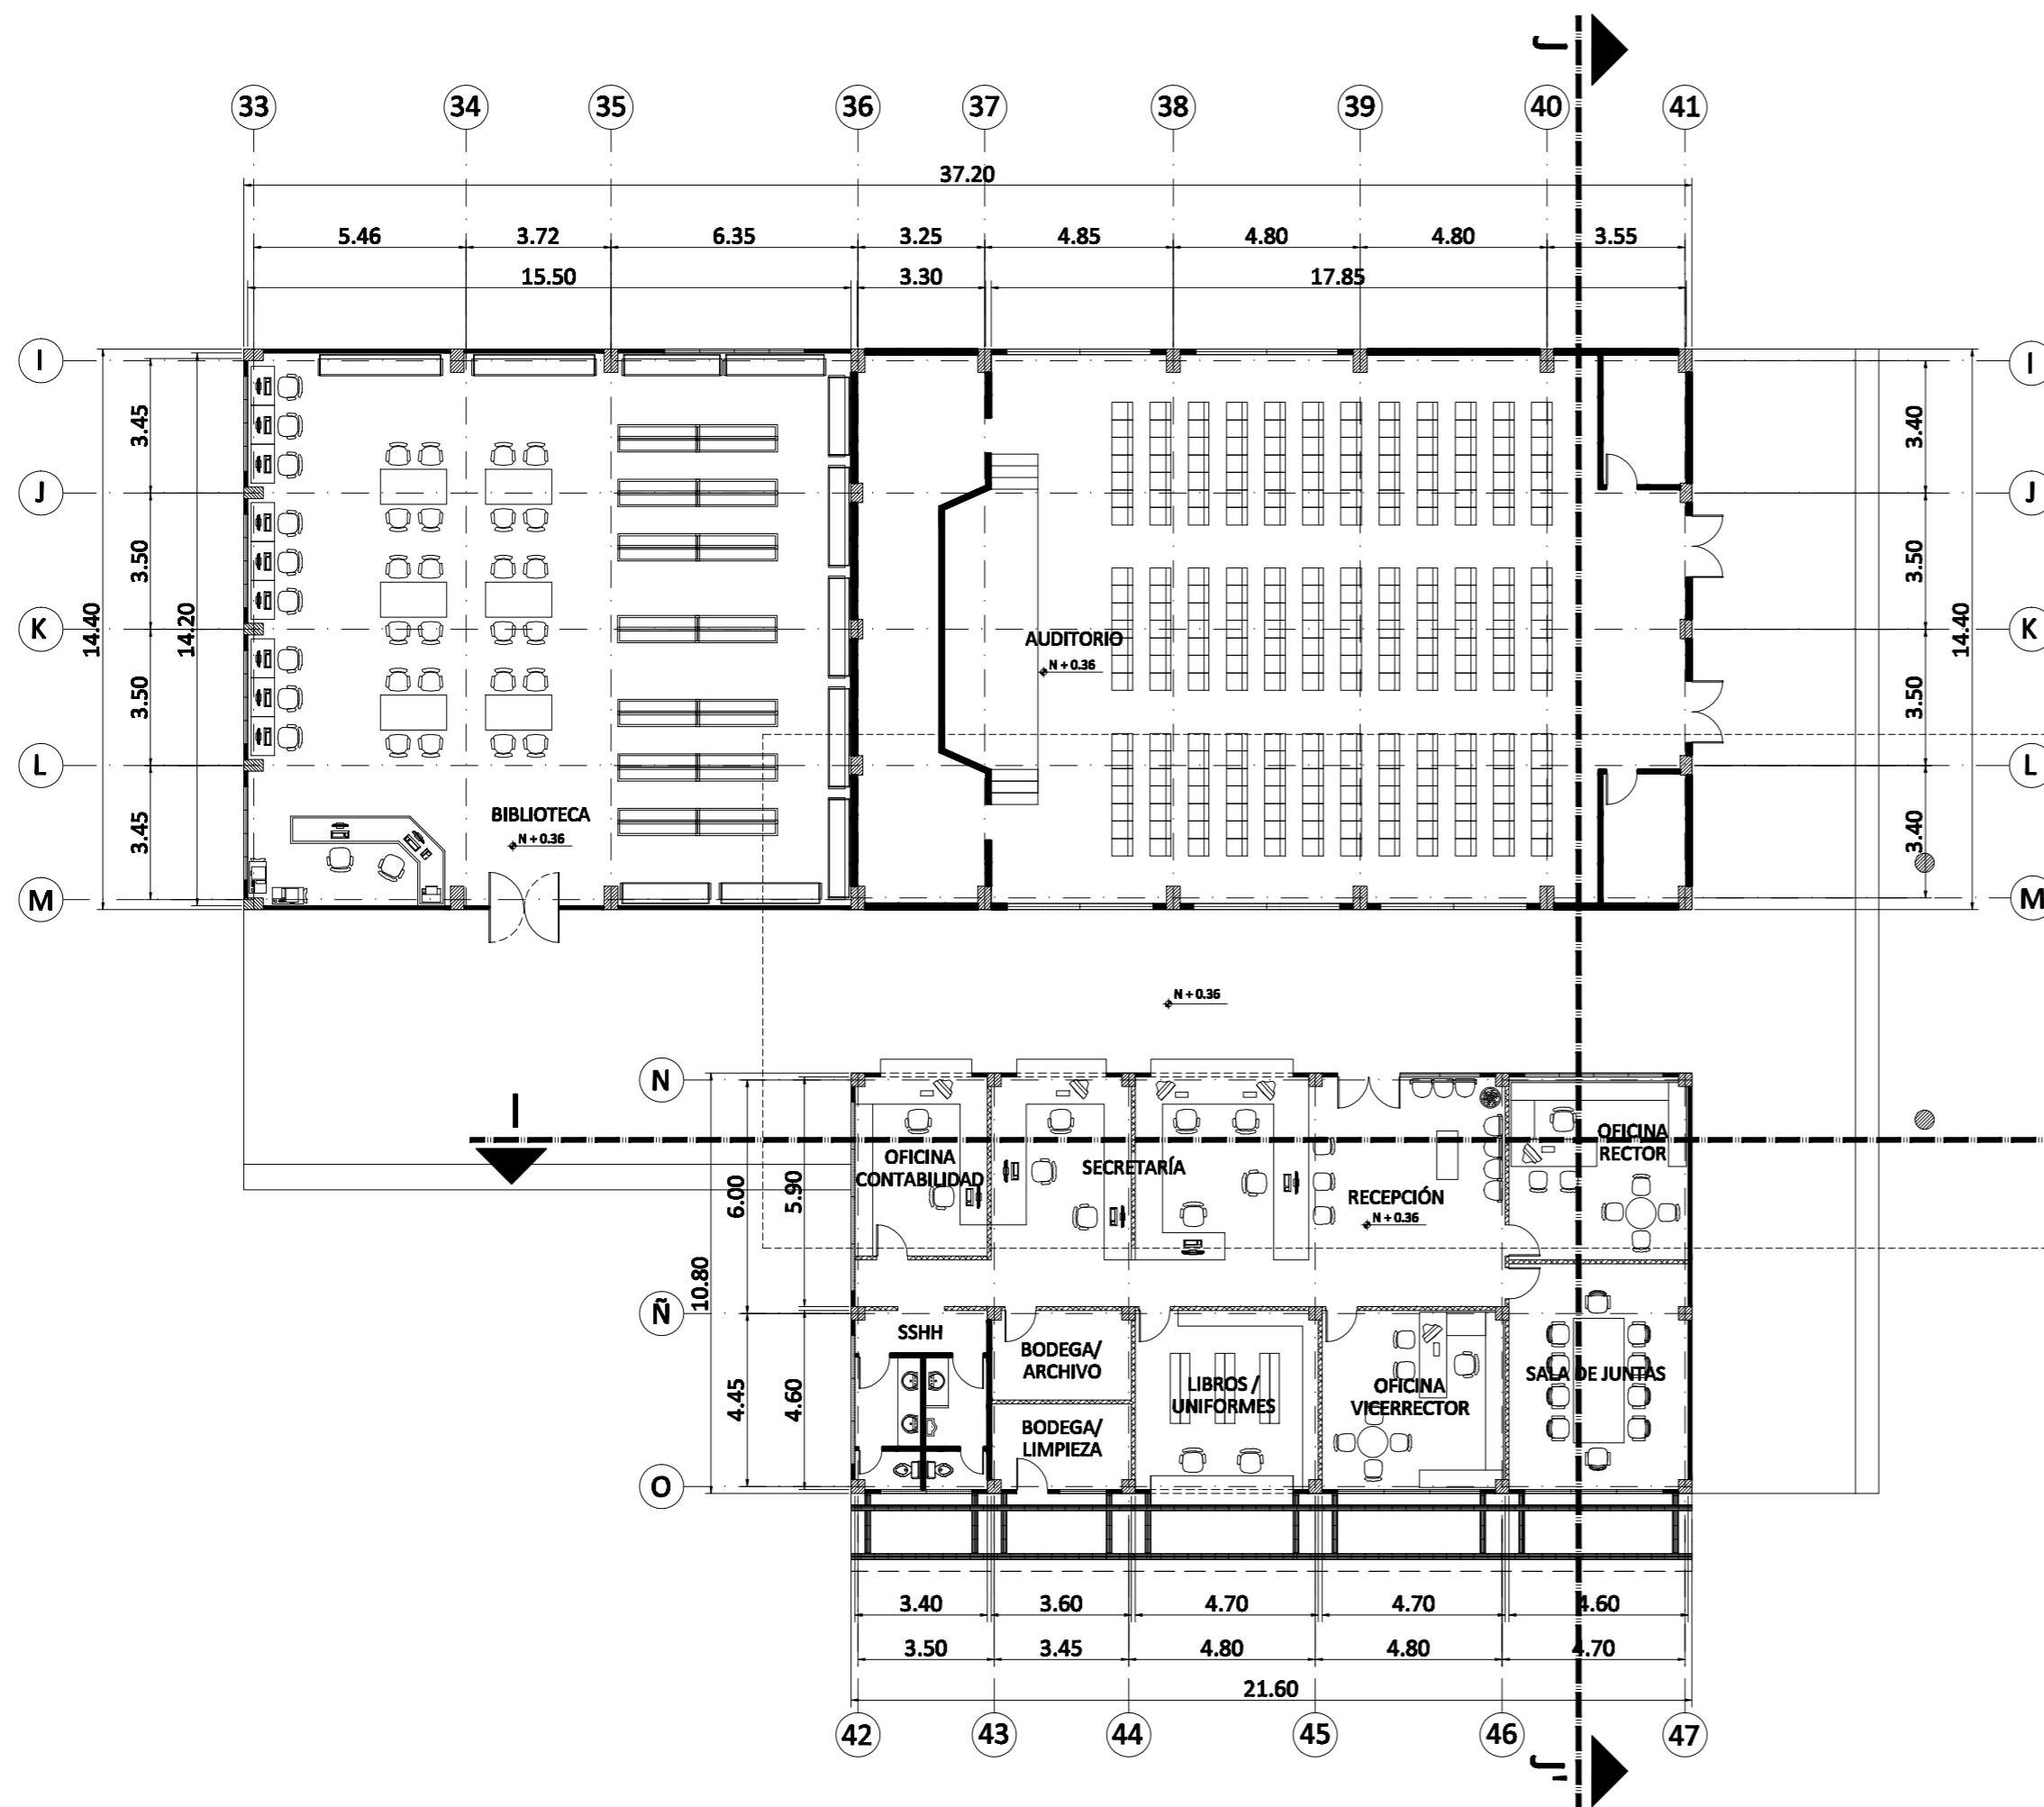 J
33 34 35 36 37 38 39 40 41
37.20
5.46 3.72 6.35 3.25 4.85 4.80 4.80 3.55
15.50 3.30 17.85
I I
3.45 3.40
J J
3.50 3.50
14.40 14.20 14.40
K K
AUDITORIO
N + 0.36
3.50 3.50
L L
BIBLIOTECA
N + 0.36
3.45 3.40
M M
N + 0.36
N
I
OFICINA
CONTABILIDAD
SECRETARÍA
OFICINA
RECTOR
RECEPCIÓN
N + 0.36
6.00 5.90
10.80
Ñ
SSHH
BODEGA/
ARCHIVO
LIBROS /
UNIFORMES
OFICINA
VICERRECTOR
SALA DE JUNTAS
4.45 4.60
BODEGA/
LIMPIEZA
O
3.40 3.60 4.70 4.70 4.60
3.50 3.45 4.80 4.80 4.70
21.60
42 43 44 45 46 47
J'